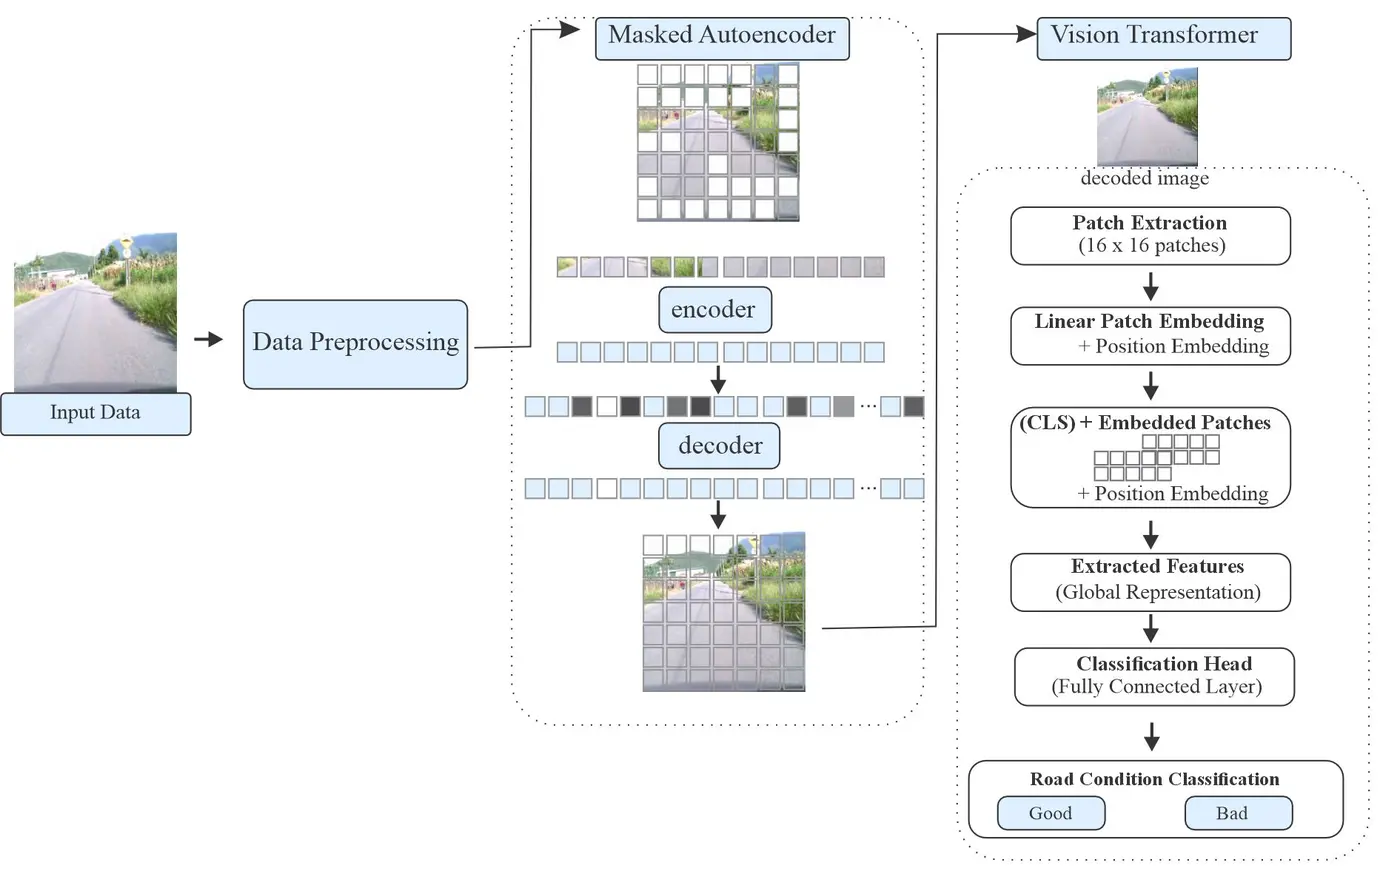 Input Data
Data Preprocessing
Masked Autoencoder
encoder
...
decoder
...
Vision Transformer
decoded image
Patch Extraction
(16 x 16 patches)
Linear Patch Embedding
+ Position Embedding
(CLS) + Embedded Patches
+ Position Embedding
Extracted Features
(Global Representation)
Classification Head
(Fully Connected Layer)
Road Condition Classification
Good
Bad